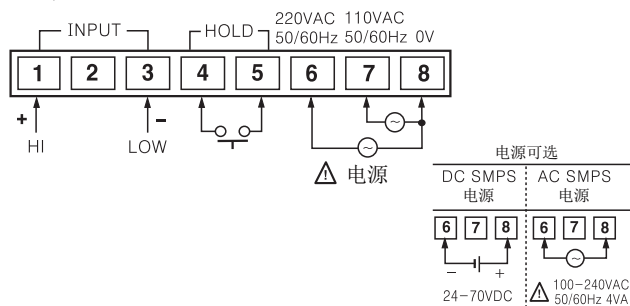 INPUT HOLD 220VAC 110VAC
50/60Hz 50/60Hz 0V
1 2 3 4 5 6 7 8
+ -
HI LOW
电源
电源可选
DC SMPS AC SMPS
电源 电源
6 7 8 6 7 8
- +
24-70VDC 100-240VAC
50/60Hz 4VA